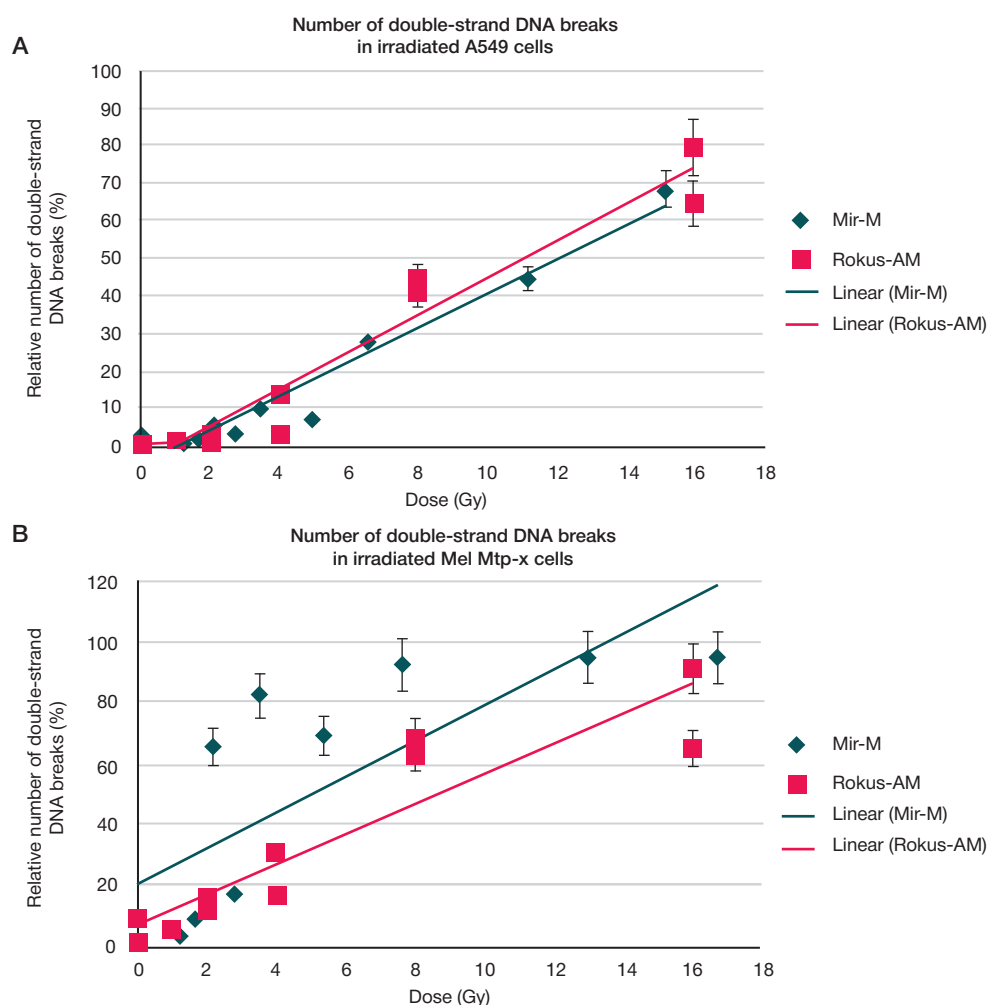 A
Number of double-strand DNA breaks
in irradiated A549 cells
Relative number of double-strand
DNA breaks (%)
100
90
80
70
60
50
40
30
20
10
0
0 2 4 6 8 10 12 14 16 18
Dose (Gy)
Mir-M
Rokus-AM
Linear (Mir-M)
Linear (Rokus-AM)
B
Number of double-strand DNA breaks
in irradiated Mel Mtp-x cells
Relative number of double-strand
DNA breaks (%)
120
100
80
60
40
20
0
0 2 4 6 8 10 12 14 16 18
Dose (Gy)
Mir-M
Rokus-AM
Linear (Mir-M)
Linear (Rokus-AM)